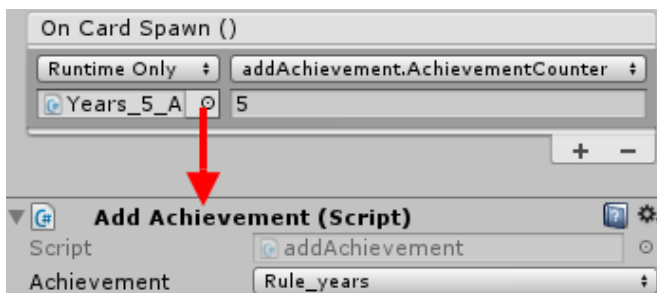 On Card Spawn ()
Runtime Only addAchievement.AchievementCounter
Years_5_A 5
+ −
Add Achievement (Script)
Script addAchievement
Achievement Rule_years